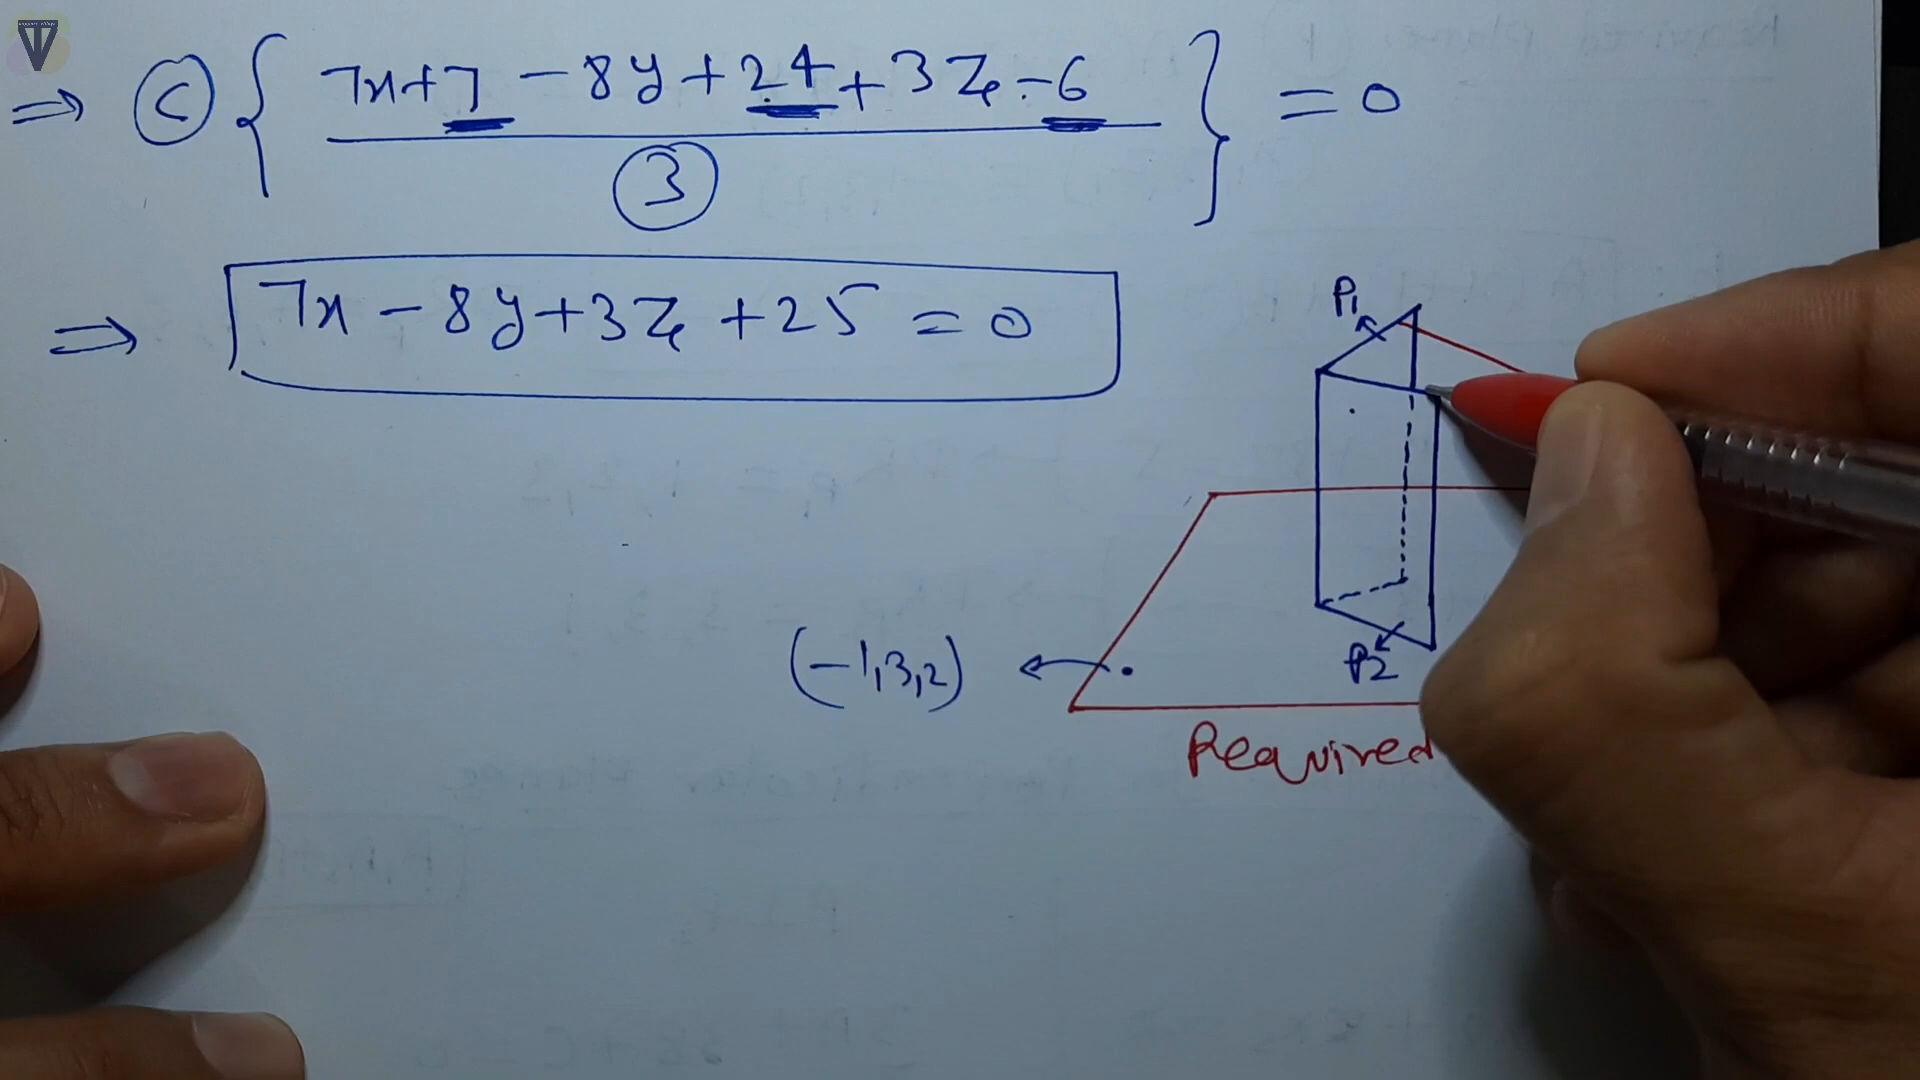 ⇒ C { (7x+7 - 8y + 24 + 3z - 6) / 3 } = 0
⇒ 7x - 8y + 3z + 25 = 0
P1
(-1,3,2)
P2
Required